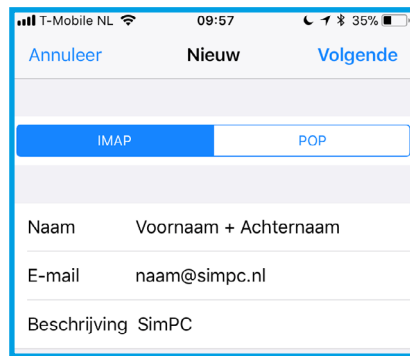 T-Mobile NL 09:57 35%
Annuleer Nieuw Volgende
IMAP POP
Naam Voornaam + Achternaam
E-mail naam@simpc.nl
Beschrijving SimPC